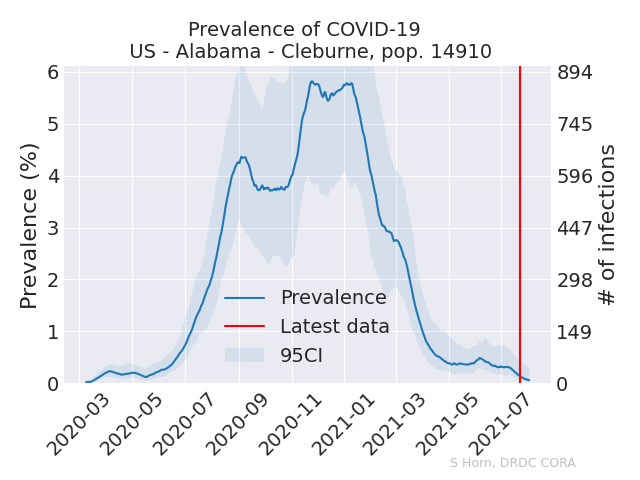 Prevalence of COVID-19
US - Alabama - Cleburne, pop. 14910
6
5
4
3
2
1
0
Prevalence (%)
894
745
596
447
298
149
0
# of infections
Prevalence
Latest data
95CI
2020-03
2020-05
2020-07
2020-09
2020-11
2021-01
2021-03
2021-05
2021-07
S Horn, DRDC CORA